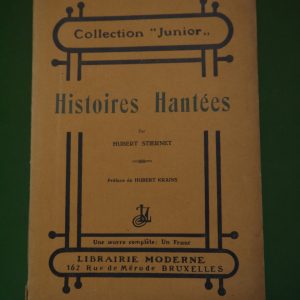 Collection "Junior„
Histoires Hantées
Par
HUBERT STIERNET
Préface de HUBERT KRAINS
Une œuvre complète: Un Franc
LIBRAIRIE MODERNE
162 Rue de Mérode BRUXELLES